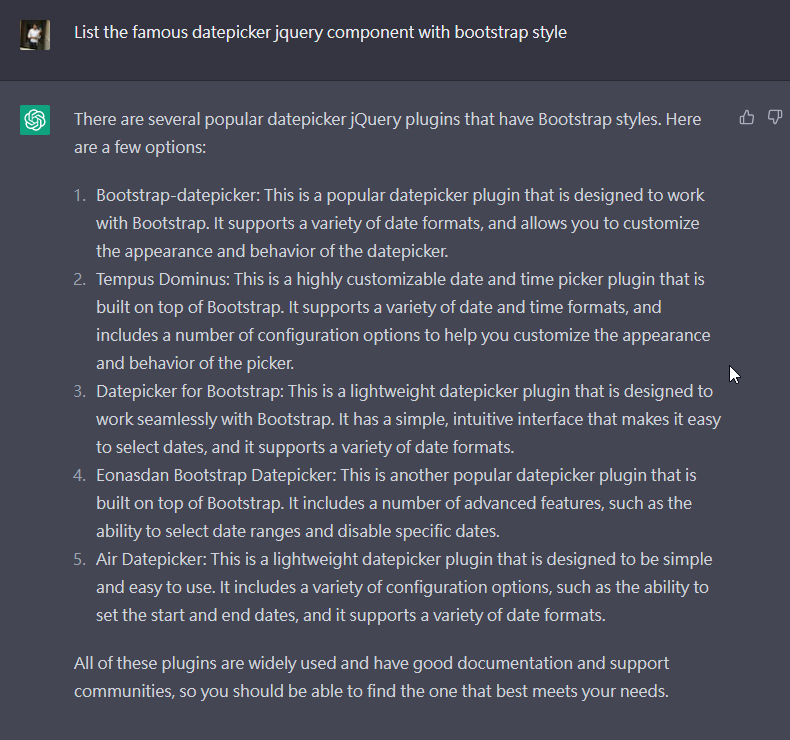 List the famous datepicker jquery component with bootstrap style
There are several popular datepicker jQuery plugins that have Bootstrap styles. Here
are a few options:
1. Bootstrap-datepicker: This is a popular datepicker plugin that is designed to work
with Bootstrap. It supports a variety of date formats, and allows you to customize
the appearance and behavior of the datepicker.
2. Tempus Dominus: This is a highly customizable date and time picker plugin that is
built on top of Bootstrap. It supports a variety of date and time formats, and
includes a number of configuration options to help you customize the appearance
and behavior of the picker.
3. Datepicker for Bootstrap: This is a lightweight datepicker plugin that is designed to
work seamlessly with Bootstrap. It has a simple, intuitive interface that makes it easy
to select dates, and it supports a variety of date formats.
4. Eonasdan Bootstrap Datepicker: This is another popular datepicker plugin that is
built on top of Bootstrap. It includes a number of advanced features, such as the
ability to select date ranges and disable specific dates.
5. Air Datepicker: This is a lightweight datepicker plugin that is designed to be simple
and easy to use. It includes a variety of configuration options, such as the ability to
set the start and end dates, and it supports a variety of date formats.
All of these plugins are widely used and have good documentation and support
communities, so you should be able to find the one that best meets your needs.